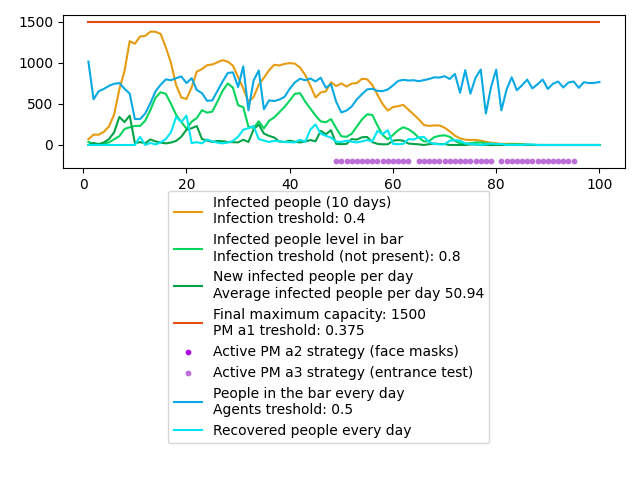 1500
1000
500
0
0 20 40 60 80 100
Infected people (10 days)
Infection treshold: 0.4
Infected people level in bar
Infection treshold (not present): 0.8
New infected people per day
Average infected people per day 50.94
Final maximum capacity: 1500
PM a1 treshold: 0.375
Active PM a2 strategy (face masks)
Active PM a3 strategy (entrance test)
People in the bar every day
Agents treshold: 0.5
Recovered people every day